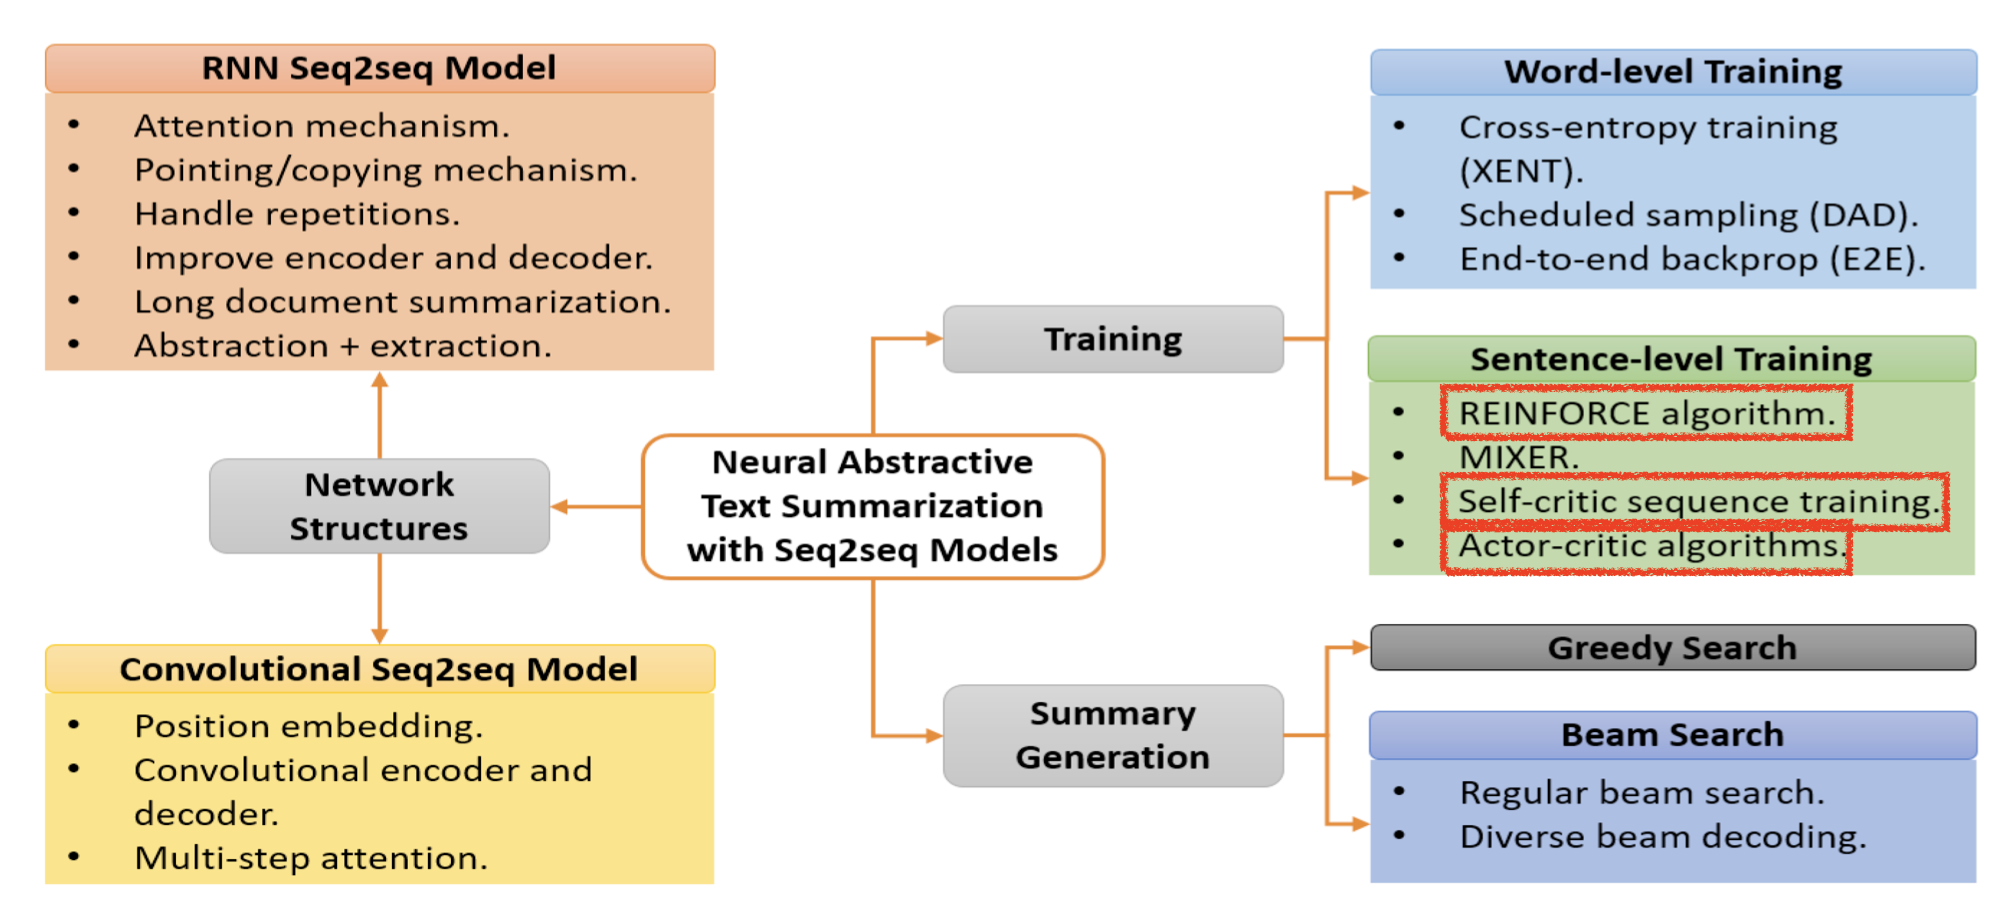 RNN Seq2seq Model
• Attention mechanism.
• Pointing/copying mechanism.
• Handle repetitions.
• Improve encoder and decoder.
• Long document summarization.
• Abstraction + extraction.
Network
Structures
Convolutional Seq2seq Model
• Position embedding.
• Convolutional encoder and
decoder.
• Multi-step attention.
Neural Abstractive
Text Summarization
with Seq2seq Models
Training
Word-level Training
• Cross-entropy training
(XENT).
• Scheduled sampling (DAD).
• End-to-end backprop (E2E).
Sentence-level Training
• REINFORCE algorithm.
• MIXER.
• Self-critic sequence training.
• Actor-critic algorithms.
Summary
Generation
Greedy Search
Beam Search
• Regular beam search.
• Diverse beam decoding.